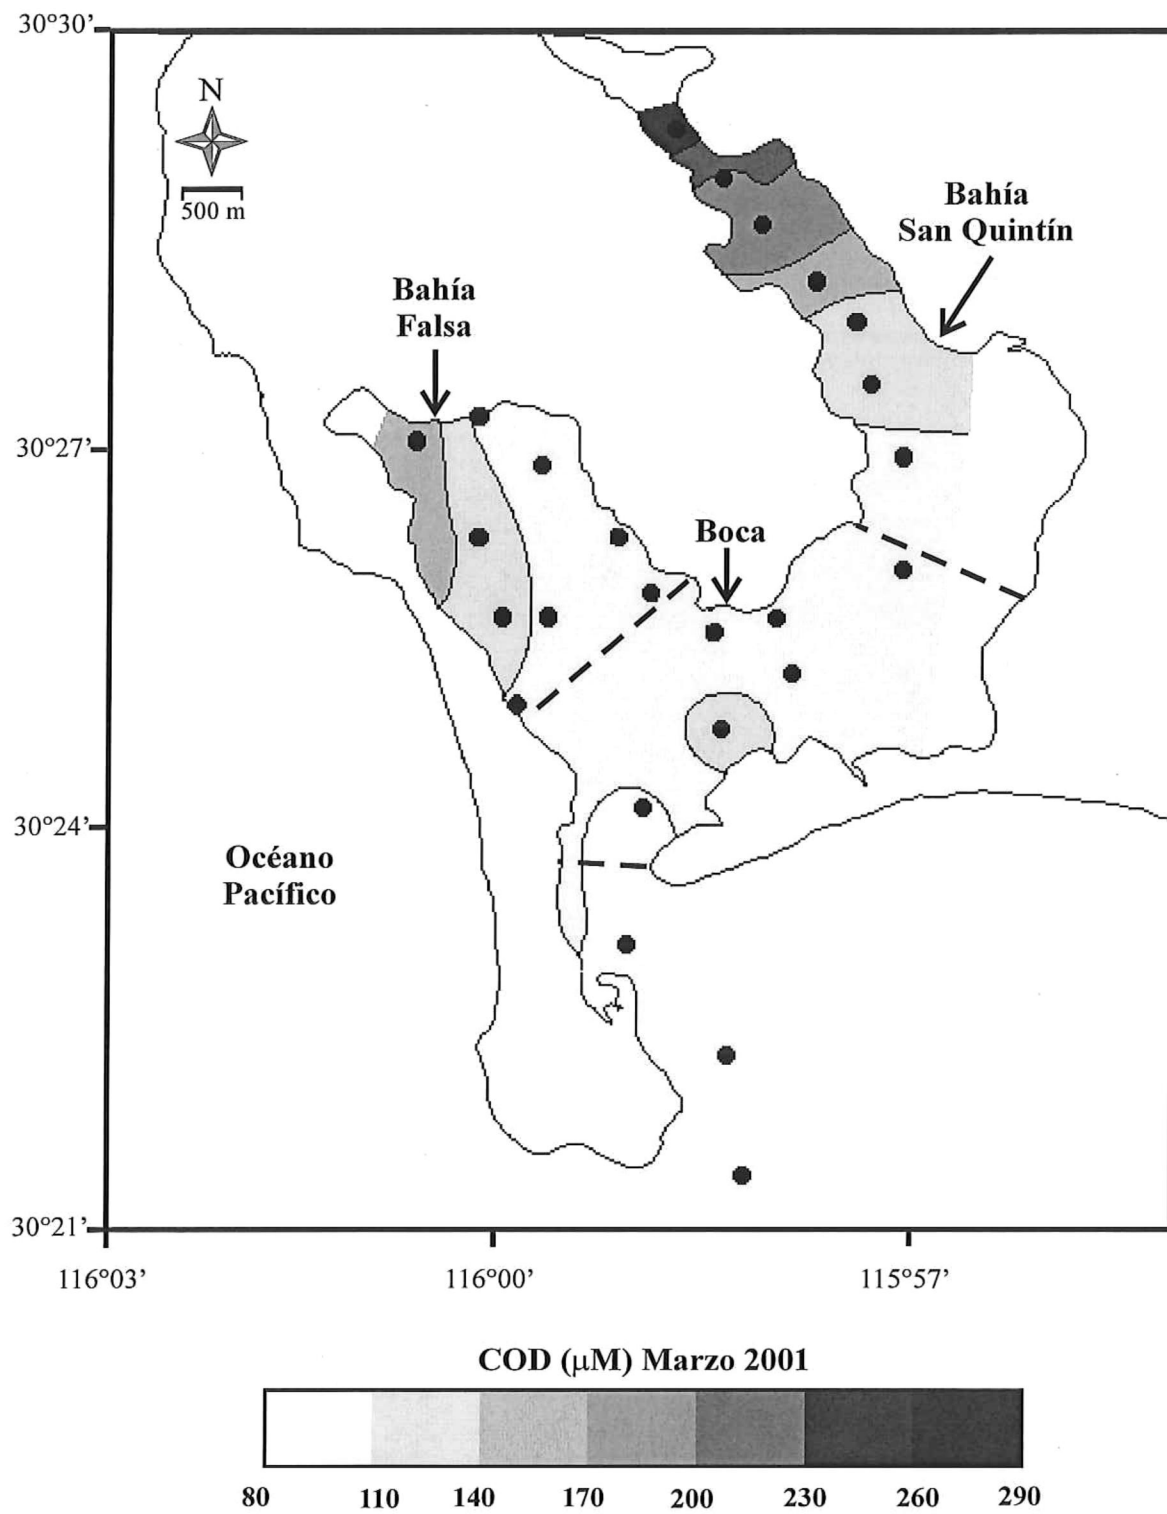 30°30’
N
500 m
Bahía
San Quintín
Bahía
Falsa
30°27’
Boca
30°24’
Océano
Pacífico
30°21’
116°03’
116°00’
115°57’
COD (μM) Marzo 2001
80 110 140 170 200 230 260 290